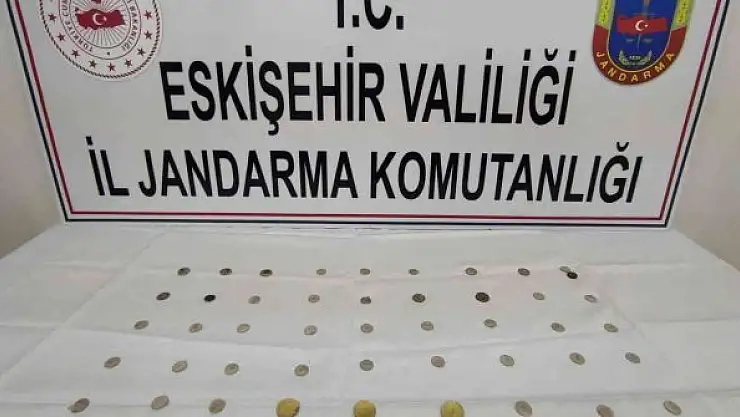 T.C.
ESKİŞEHİR VALİLİĞİ
İL JANDARMA KOMUTANLIĞI
JANDARMA